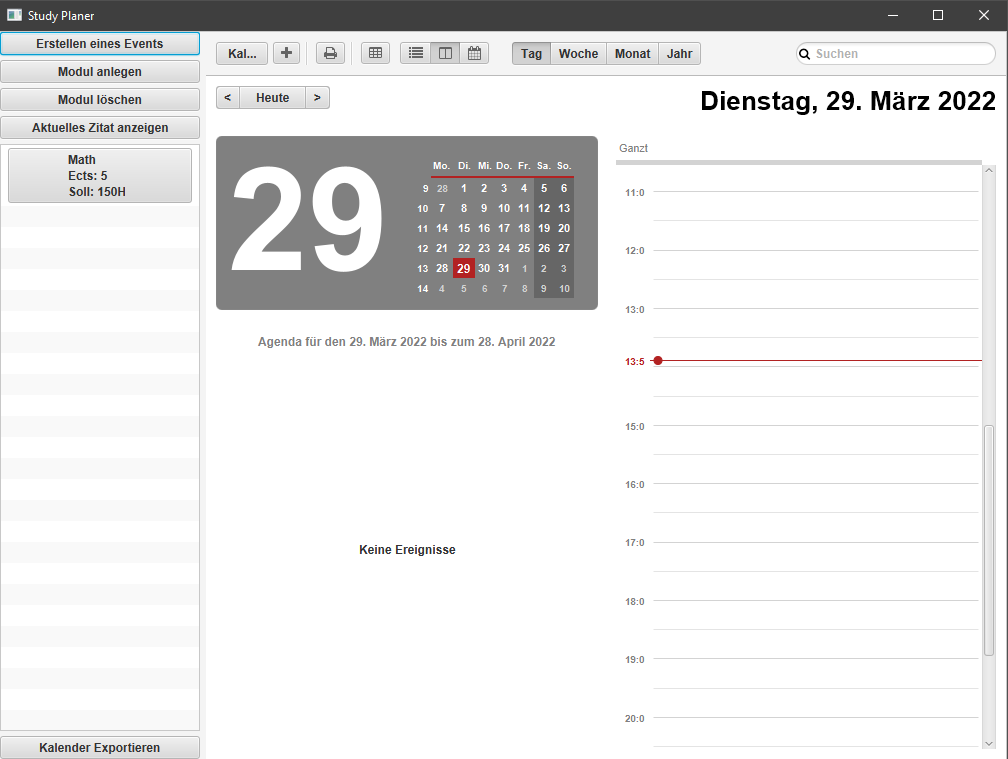 Study Planer
Erstellen eines Events
Modul anlegen
Modul löschen
Aktuelles Zitat anzeigen
Math
Ects: 5
Soll: 150H
Kalender Exportieren
Kal...
Tag Woche Monat Jahr
Suchen
< Heute >
Dienstag, 29. März 2022
29
Mo. Di. Mi. Do. Fr. Sa. So.
9 28 1 2 3 4 5 6
10 7 8 9 10 11 12 13
11 14 15 16 17 18 19 20
12 21 22 23 24 25 26 27
13 28 29 30 31 1 2 3
14 4 5 6 7 8 9 10
Agenda für den 29. März 2022 bis zum 28. April 2022
Keine Ereignisse
Ganzt
11:0
12:0
13:0
13:5
15:0
16:0
17:0
18:0
19:0
20:0